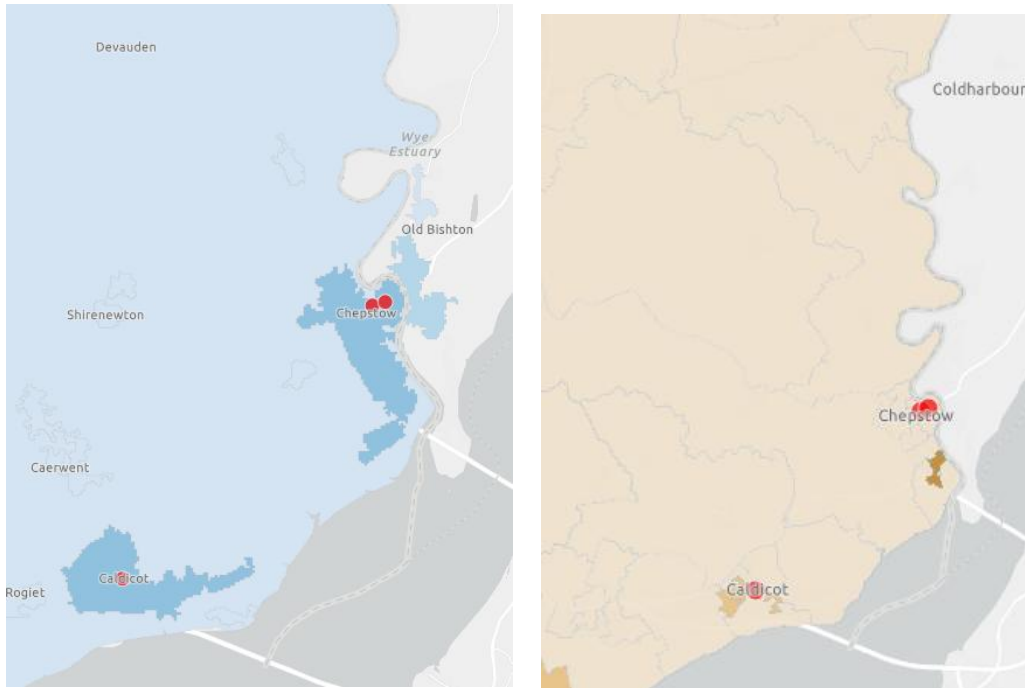 Devauden
Wye
Estuary
Old Bishton
Chepstow
Shirenewton
Caerwent
Caldicot
Rogiet
Coldharbour
Chepstow
Caldicot